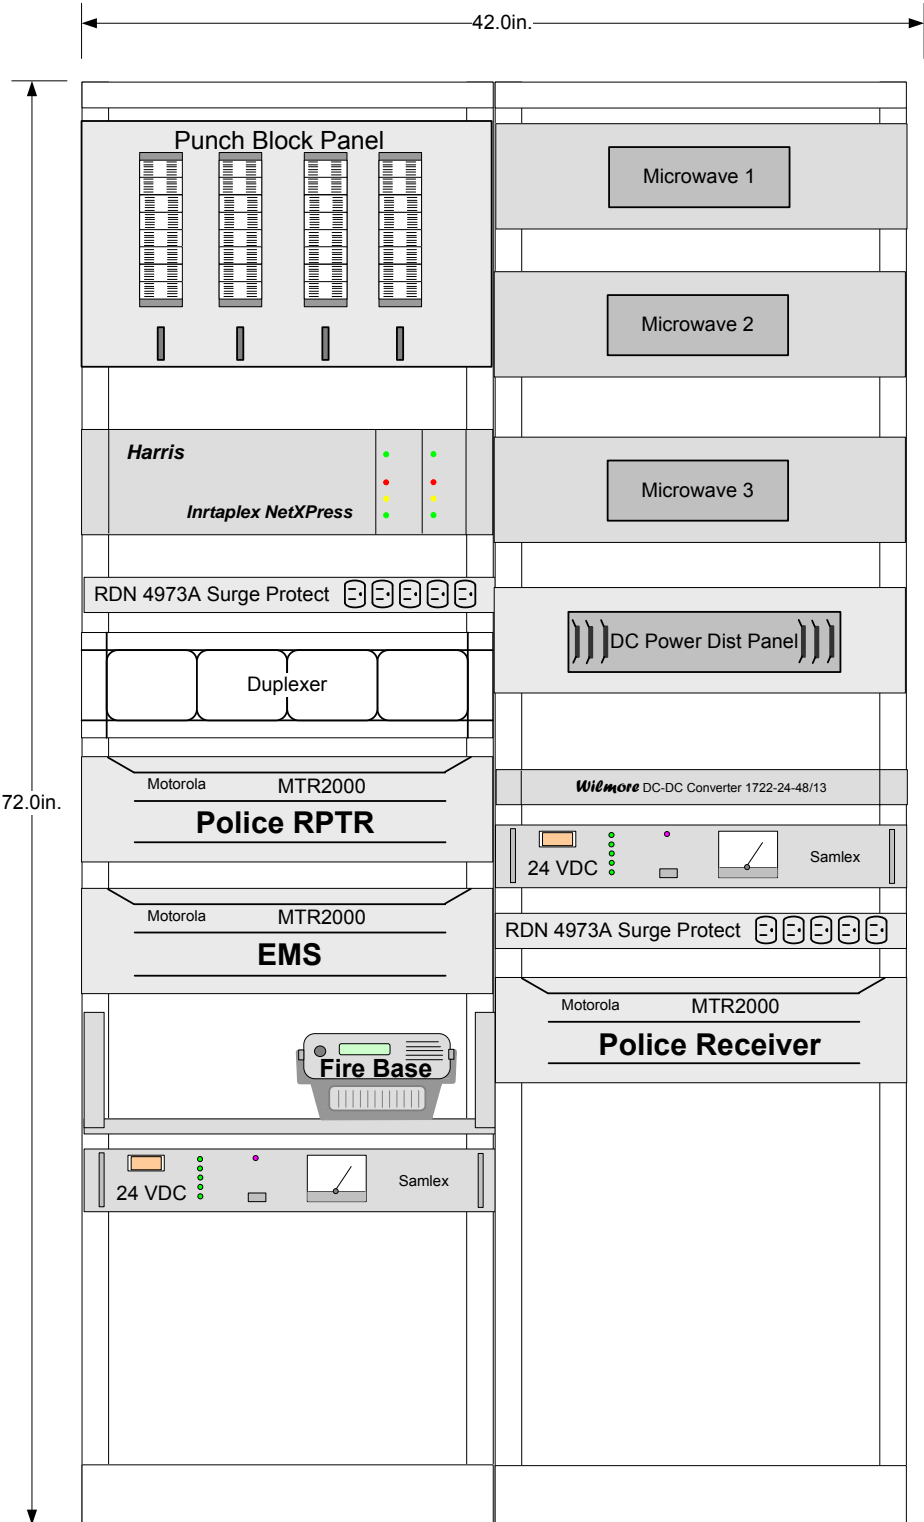 42.0in.
72.0in.
Punch Block Panel
Harris
Inrtaplex NetXPress
RDN 4973A Surge Protect
Duplexer
Motorola MTR2000
Police RPTR
Motorola MTR2000
EMS
Fire Base
24 VDC Samlex
Microwave 1
Microwave 2
Microwave 3
DC Power Dist Panel
Wilmore DC-DC Converter 1722-24-48/13
24 VDC Samlex
RDN 4973A Surge Protect
Motorola MTR2000
Police Receiver